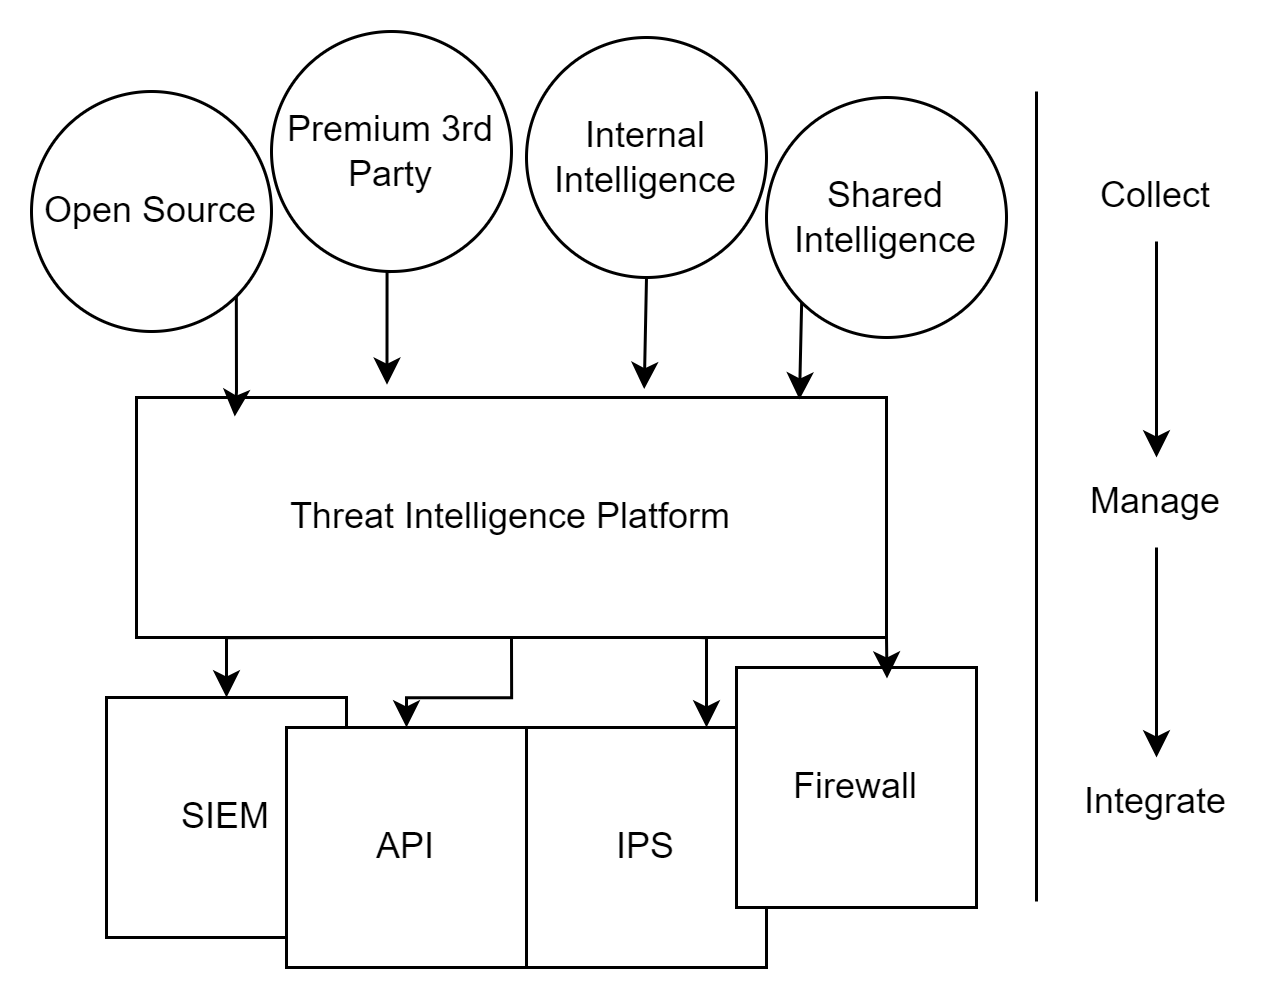 Open Source
Premium 3rd
Party
Internal
Intelligence
Shared
Intelligence
Collect
Threat Intelligence Platform
Manage
SIEM
API
IPS
Firewall
Integrate